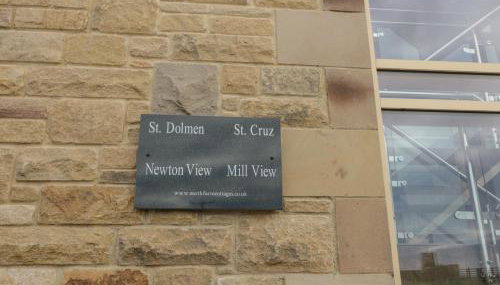 St. Dolmen St. Cruz
Newton View Mill View